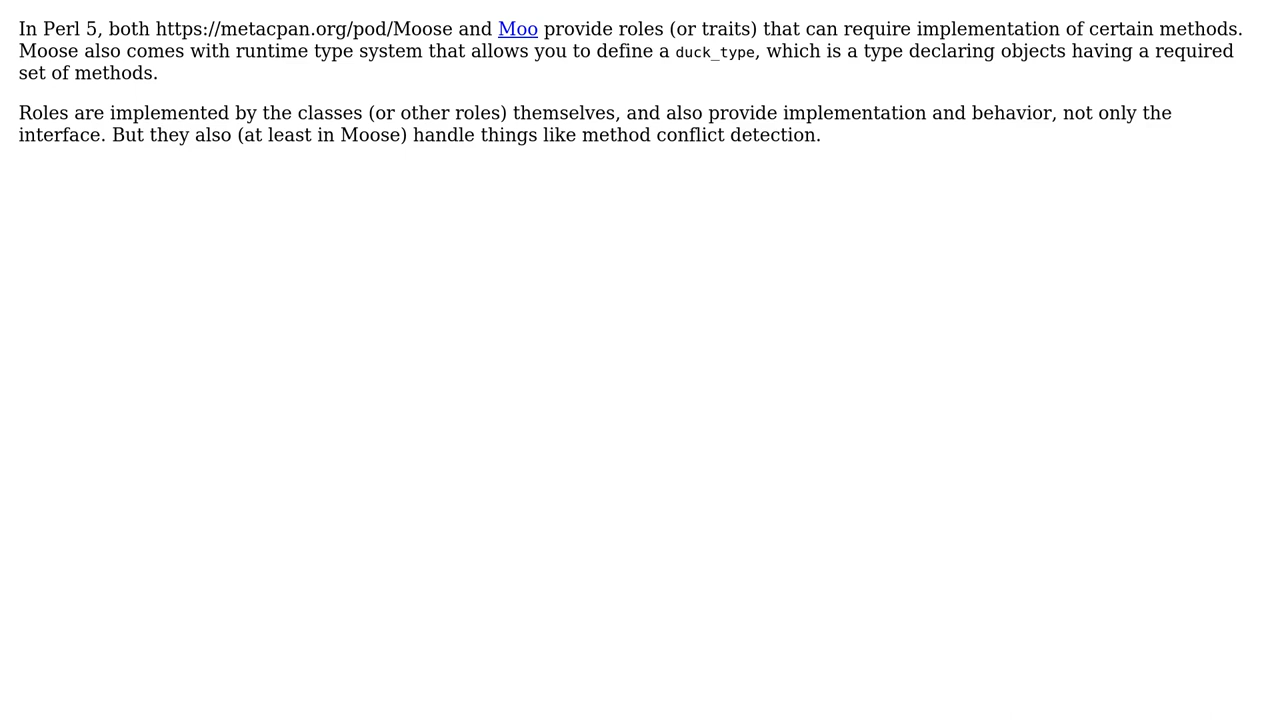 In Perl 5, both https://metacpan.org/pod/Moose and Moo provide roles (or traits) that can require implementation of certain methods.
Moose also comes with runtime type system that allows you to define a duck_type, which is a type declaring objects having a required
set of methods.
Roles are implemented by the classes (or other roles) themselves, and also provide implementation and behavior, not only the
interface. But they also (at least in Moose) handle things like method conflict detection.